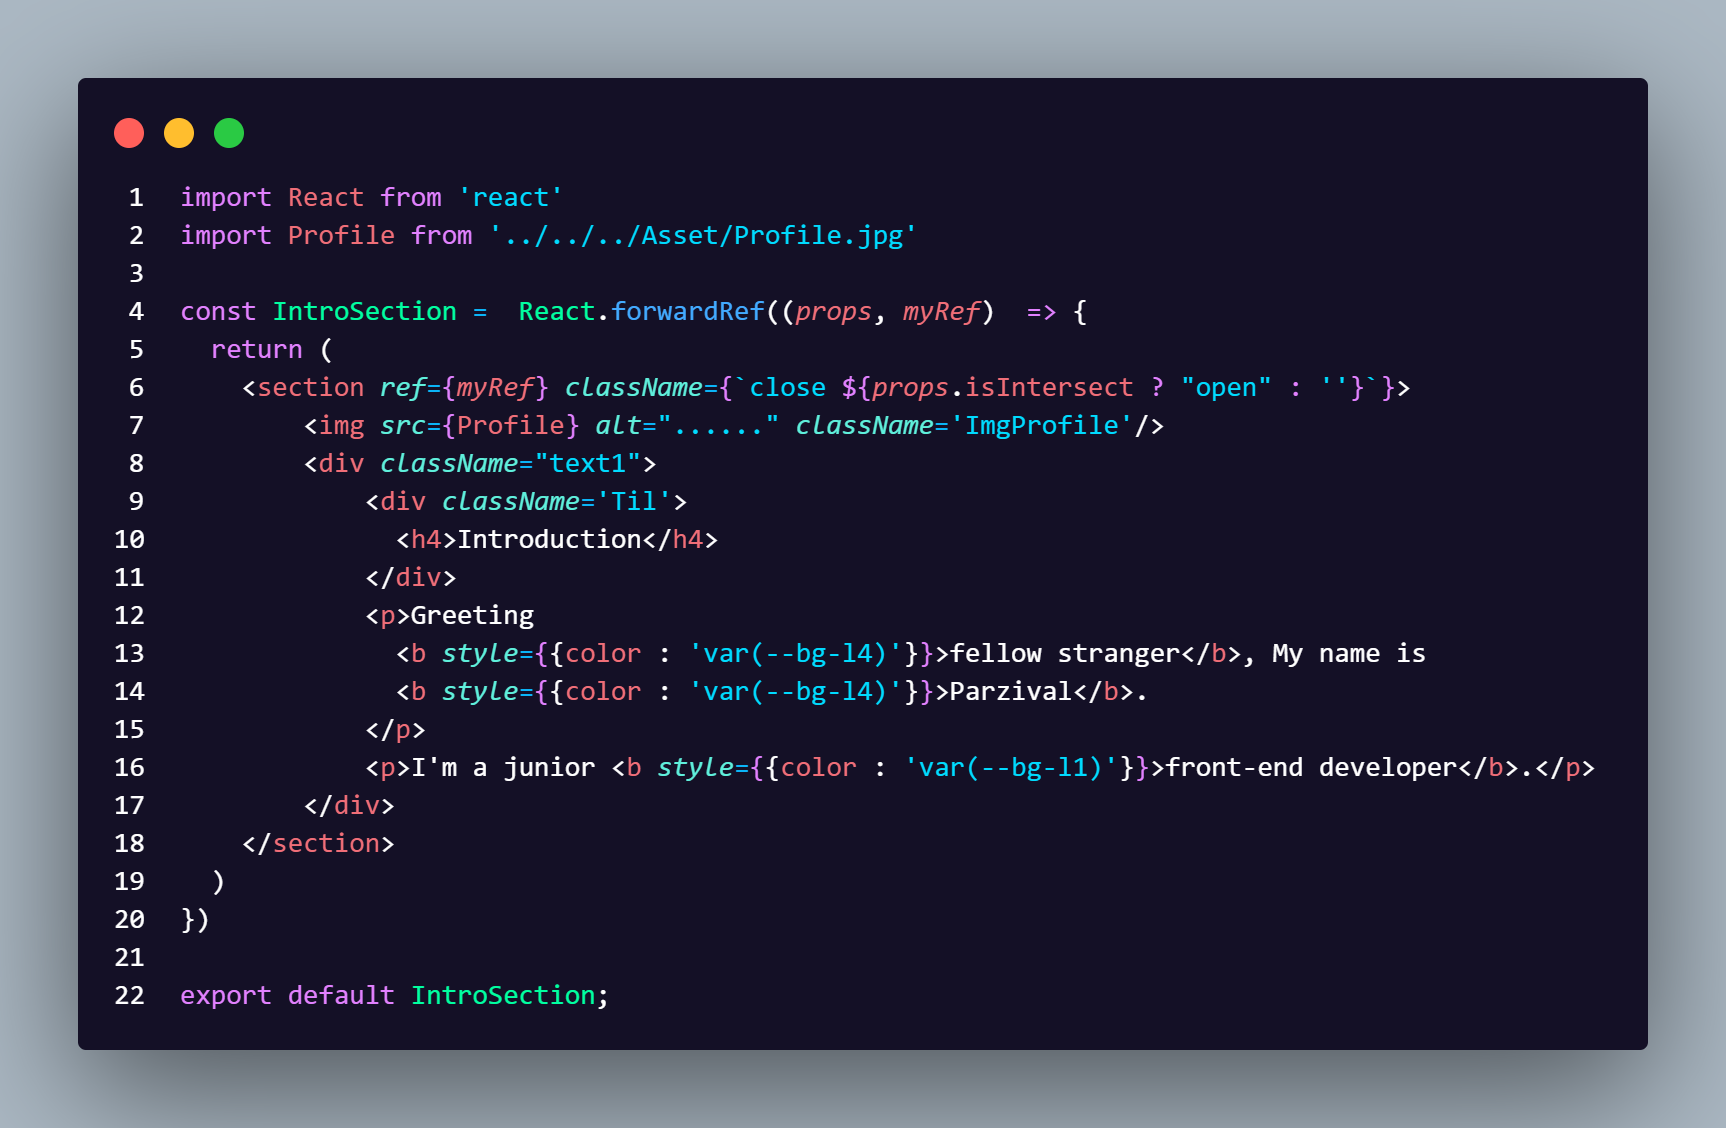 1 import React from 'react'
2 import Profile from '../../../Asset/Profile.jpg'
3
4 const IntroSection =  React.forwardRef((props, myRef)  => {
5   return (
6     <section ref={myRef} className={`close ${props.isIntersect ? "open" : ''}`}>
7         <img src={Profile} alt="......" className='ImgProfile'/>
8         <div className="text1">
9             <div className='Til'>
10               <h4>Introduction</h4>
11             </div>
12             <p>Greeting
13               <b style={{color : 'var(--bg-l4)'}}>fellow stranger</b>, My name is
14               <b style={{color : 'var(--bg-l4)'}}>Parzival</b>.
15             </p>
16             <p>I'm a junior <b style={{color : 'var(--bg-l1)'}}>front-end developer</b>.</p>
17         </div>
18     </section>
19   )
20 })
21
22 export default IntroSection;